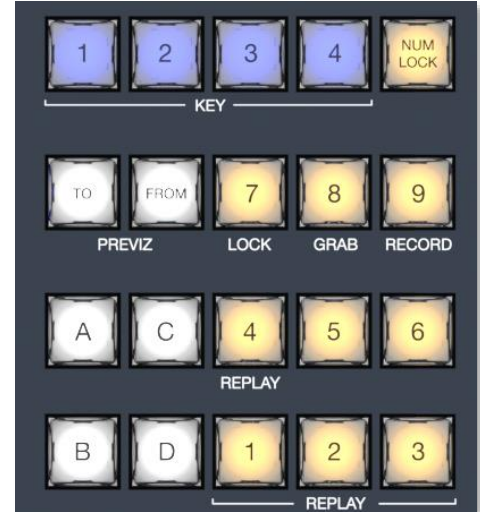 1 2 3 4 NUM LOCK
KEY
TO FROM 7 8 9
PREVIZ LOCK GRAB RECORD
A C 4 5 6
REPLAY
B D 1 2 3
REPLAY